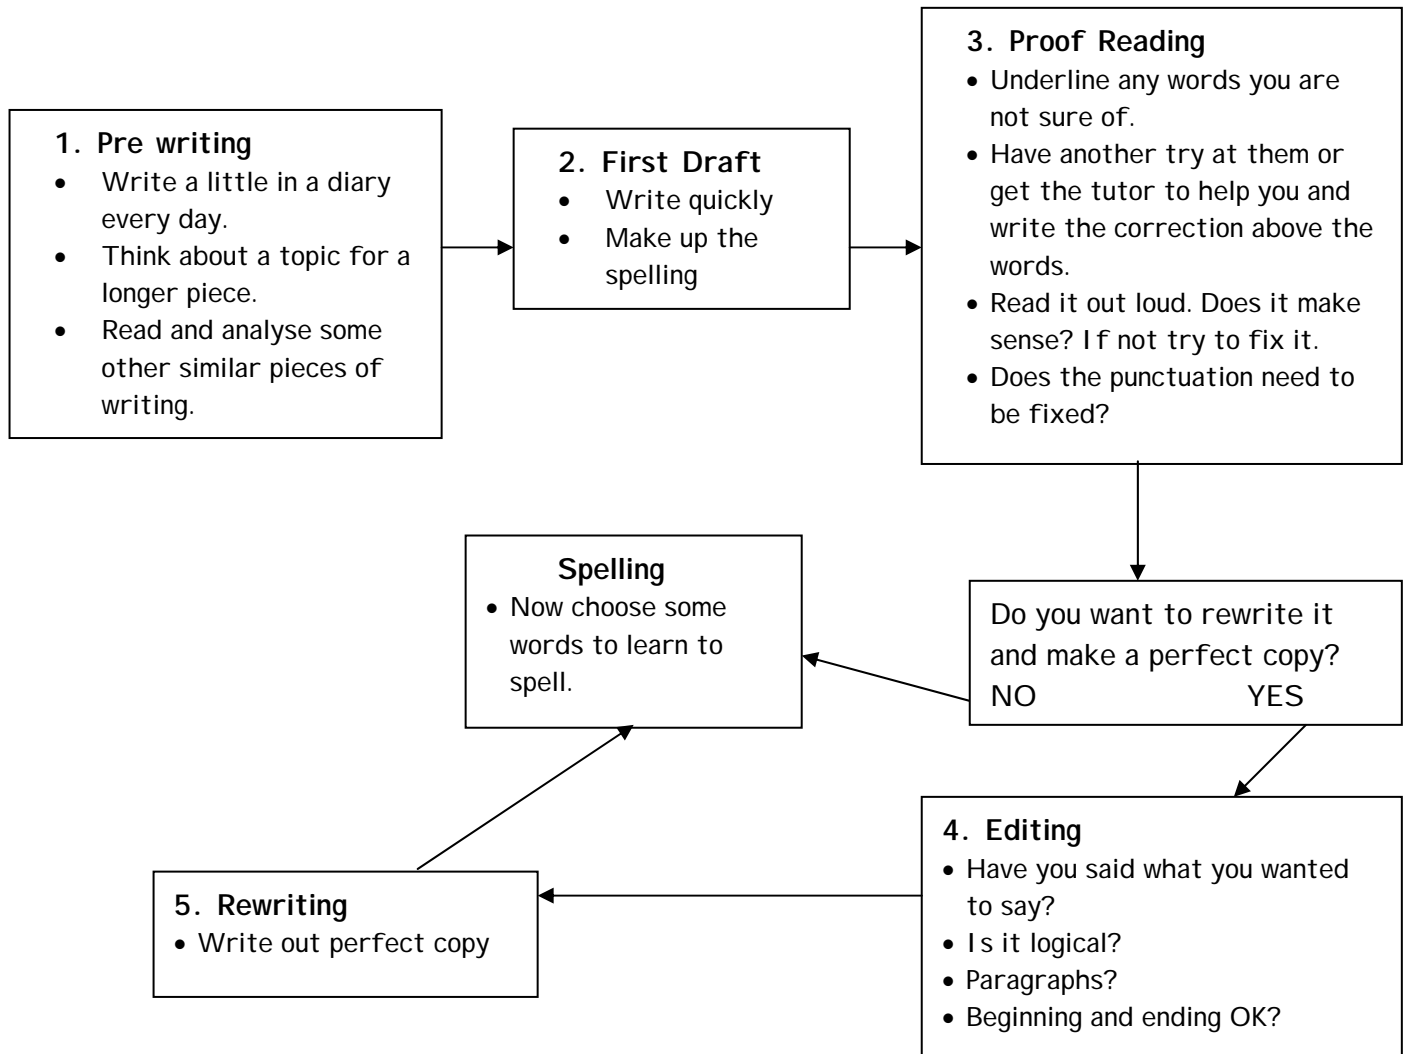 1. Pre writing
• Write a little in a diary
every day.
• Think about a topic for a
longer piece.
• Read and analyse some
other similar pieces of
writing.
2. First Draft
• Write quickly
• Make up the
spelling
3. Proof Reading
• Underline any words you are
not sure of.
• Have another try at them or
get the tutor to help you and
write the correction above the
words.
• Read it out loud. Does it make
sense? If not try to fix it.
• Does the punctuation need to
be fixed?
Do you want to rewrite it
and make a perfect copy?
NO YES
Spelling
• Now choose some
words to learn to
spell.
4. Editing
• Have you said what you wanted
to say?
• Is it logical?
• Paragraphs?
• Beginning and ending OK?
5. Rewriting
• Write out perfect copy